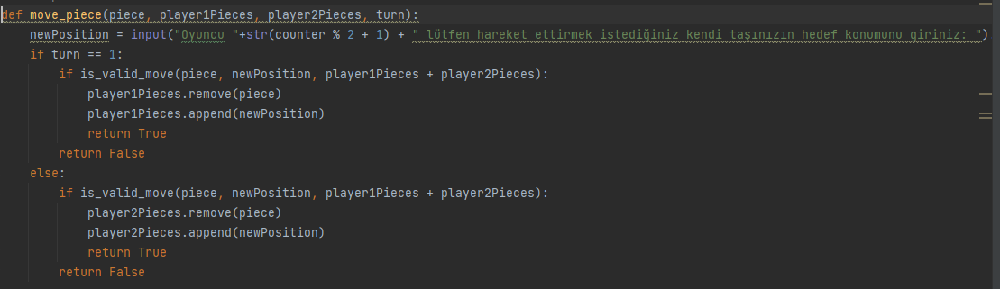 def move_piece(piece, player1Pieces, player2Pieces, turn):
    newPosition = input("Oyuncu "+str(counter % 2 + 1) + " lütfen hareket ettirmek istediğiniz kendi taşınızın hedef konumunu giriniz: ")
    if turn == 1:
        if is_valid_move(piece, newPosition, player1Pieces + player2Pieces):
            player1Pieces.remove(piece)
            player1Pieces.append(newPosition)
            return True
        return False
    else:
        if is_valid_move(piece, newPosition, player1Pieces + player2Pieces):
            player2Pieces.remove(piece)
            player2Pieces.append(newPosition)
            return True
        return False